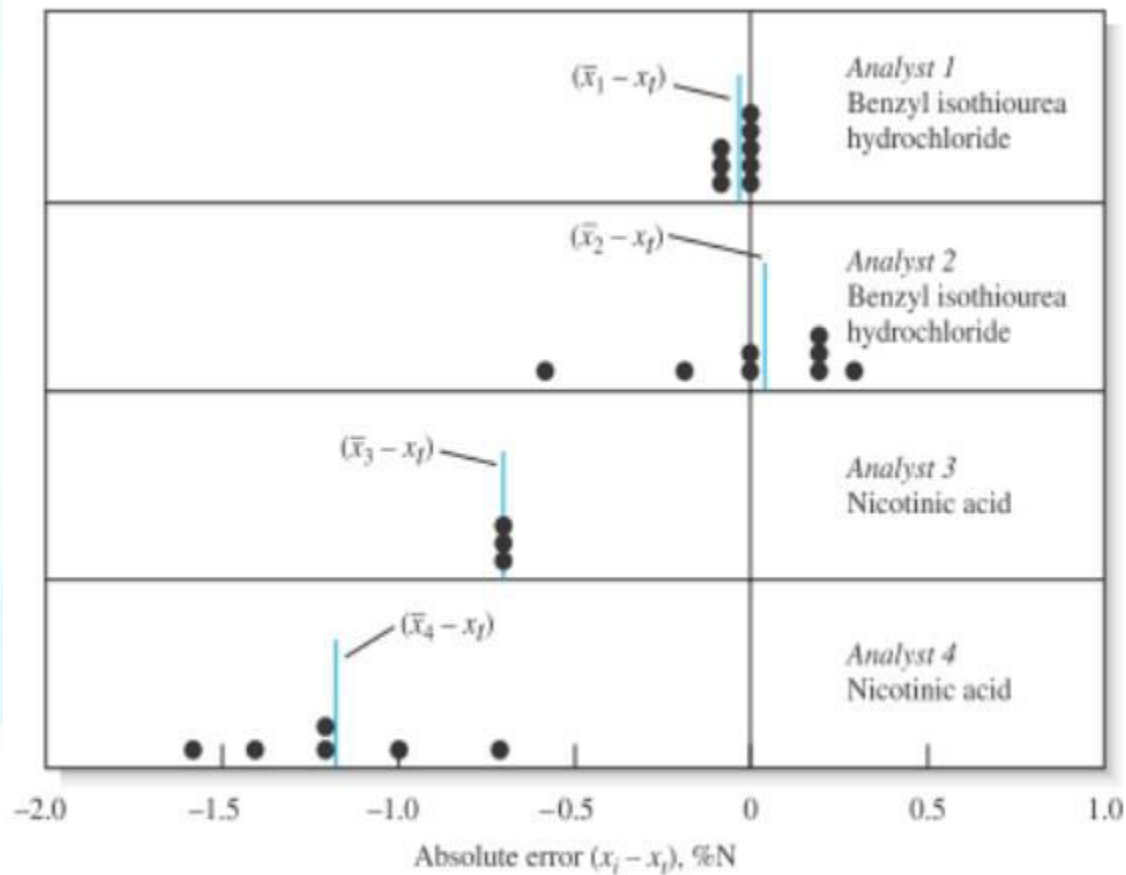 (x̄₁ – xₜ)
Analyst 1
Benzyl isothiourea
hydrochloride
(x̄₂ – xₜ)
Analyst 2
Benzyl isothiourea
hydrochloride
(x̄₃ – xₜ)
Analyst 3
Nicotinic acid
(x̄₄ – xₜ)
Analyst 4
Nicotinic acid
–2.0 –1.5 –1.0 –0.5 0 0.5 1.0
Absolute error (xᵢ – xₜ), %N